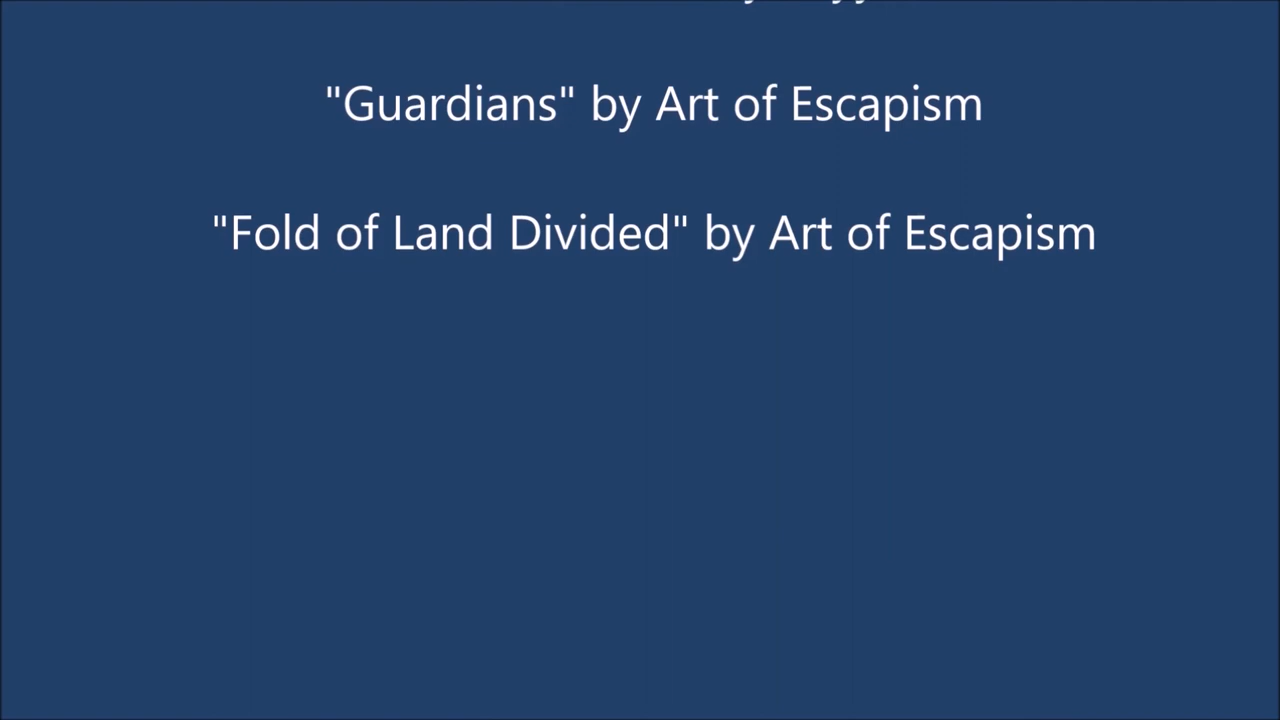 "Guardians" by Art of Escapism
"Fold of Land Divided" by Art of Escapism